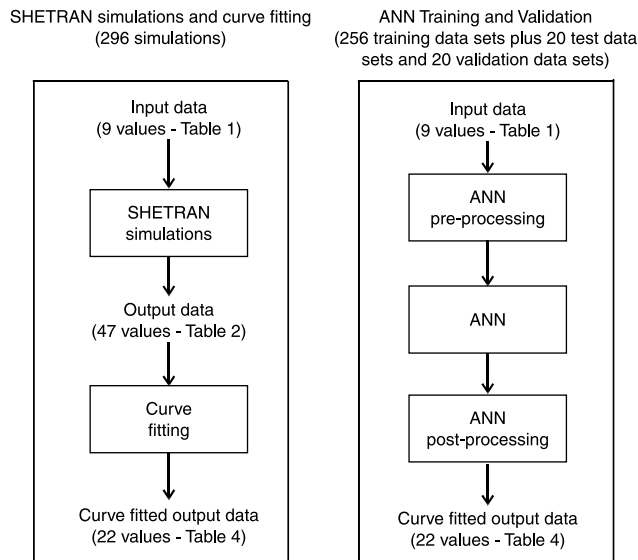 SHETRAN simulations and curve fitting
(296 simulations)
Input data
(9 values - Table 1)
SHETRAN
simulations
Output data
(47 values - Table 2)
Curve
fitting
Curve fitted output data
(22 values - Table 4)
ANN Training and Validation
(256 training data sets plus 20 test data
sets and 20 validation data sets)
Input data
(9 values - Table 1)
ANN
pre-processing
ANN
ANN
post-processing
Curve fitted output data
(22 values - Table 4)